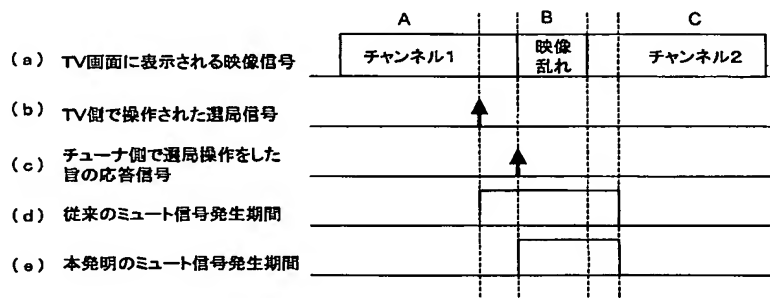 A B C
(a) TV画面に表示される映像信号 チャンネル1 映像乱れ チャンネル2
(b) TV側で操作された選局信号
(c) チューナ側で選局操作をした
旨の応答信号
(d) 従来のミュート信号発生期間
(e) 本発明のミュート信号発生期間